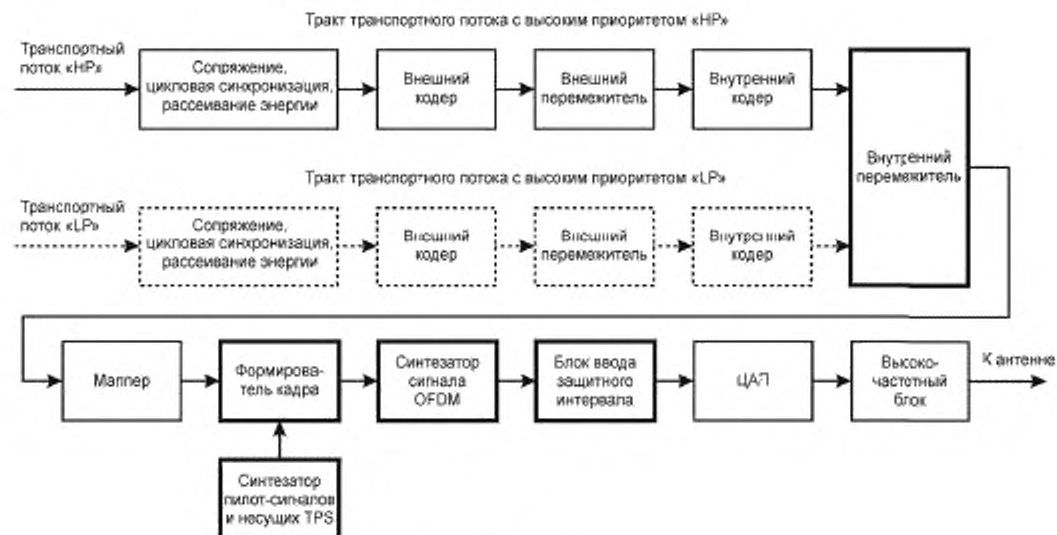 Тракт транспортного потока с высоким приоритетом «HP»
Транспортный
поток «HP»
Сопряжение,
цикловая синхронизация,
рассеивание энергии
Внешний
кодер
Внешний
перемежитель
Внутренний
кодер
Внутренний
перемежитель
Тракт транспортного потока с высоким приоритетом «LP»
Транспортный
поток «LP»
Сопряжение,
цикловая синхронизация,
рассеивание энергии
Внешний
кодер
Внешний
перемежитель
Внутренний
кодер
Маппер
Формирова-
тель кадра
Синтезатор
сигнала
OFDM
Блок ввода
защитного
интервала
ЦАП
Высоко-
частотный
блок
К антенне
Синтезатор
пилот-сигналов
и несущих TPS